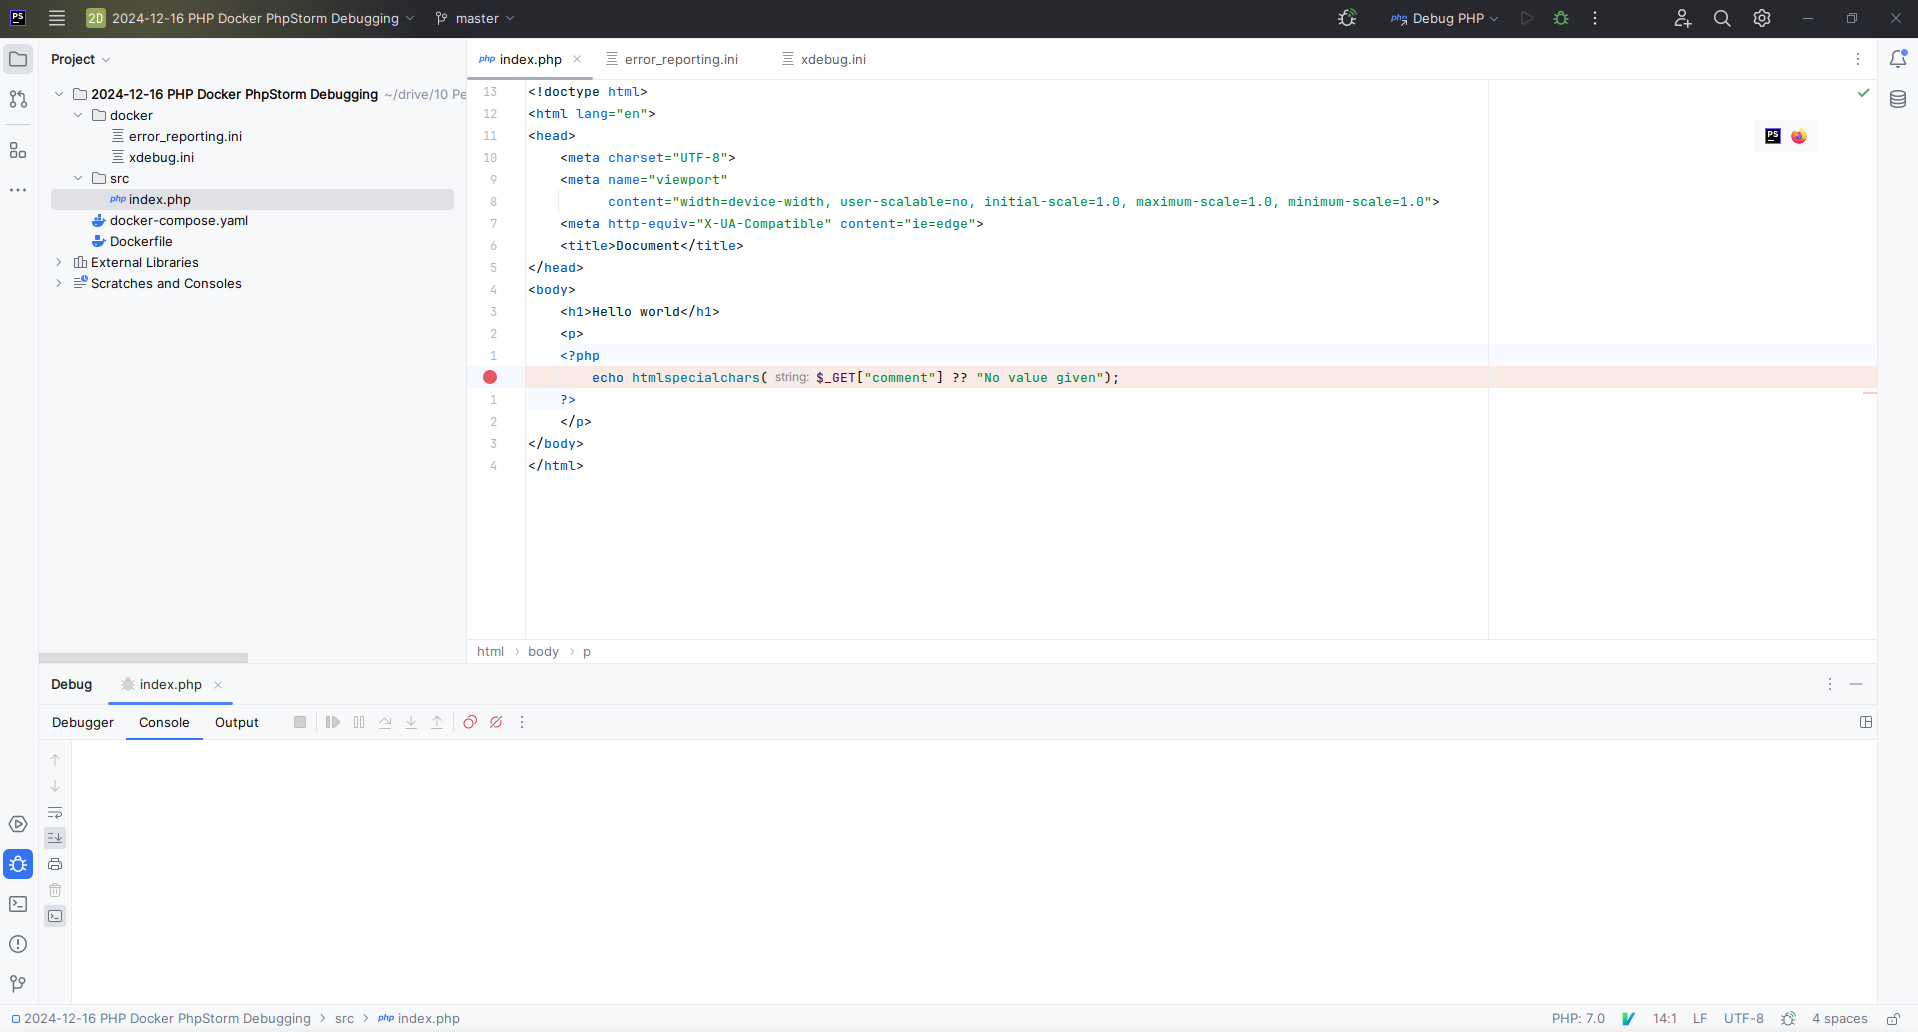 PS 2D 2024-12-16 PHP Docker PhpStorm Debugging master php Debug PHP
Project
2024-12-16 PHP Docker PhpStorm Debugging ~/drive/10 Pe
docker
error_reporting.ini
xdebug.ini
src
php index.php
docker-compose.yaml
Dockerfile
External Libraries
Scratches and Consoles
php index.php error_reporting.ini xdebug.ini
13 <!doctype html>
12 <html lang="en">
11 <head>
10 <meta charset="UTF-8">
9 <meta name="viewport"
8 content="width=device-width, user-scalable=no, initial-scale=1.0, maximum-scale=1.0, minimum-scale=1.0">
7 <meta http-equiv="X-UA-Compatible" content="ie=edge">
6 <title>Document</title>
5 </head>
4 <body>
3 <h1>Hello world</h1>
2 <p>
1 <?php
echo htmlspecialchars( string: $_GET["comment"] ?? "No value given");
1 ?>
2 </p>
3 </body>
4 </html>
PS
html › body › p
Debug index.php
Debugger Console Output
2024-12-16 PHP Docker PhpStorm Debugging > src > php index.php
PHP: 7.0 14:1 LF UTF-8 4 spaces